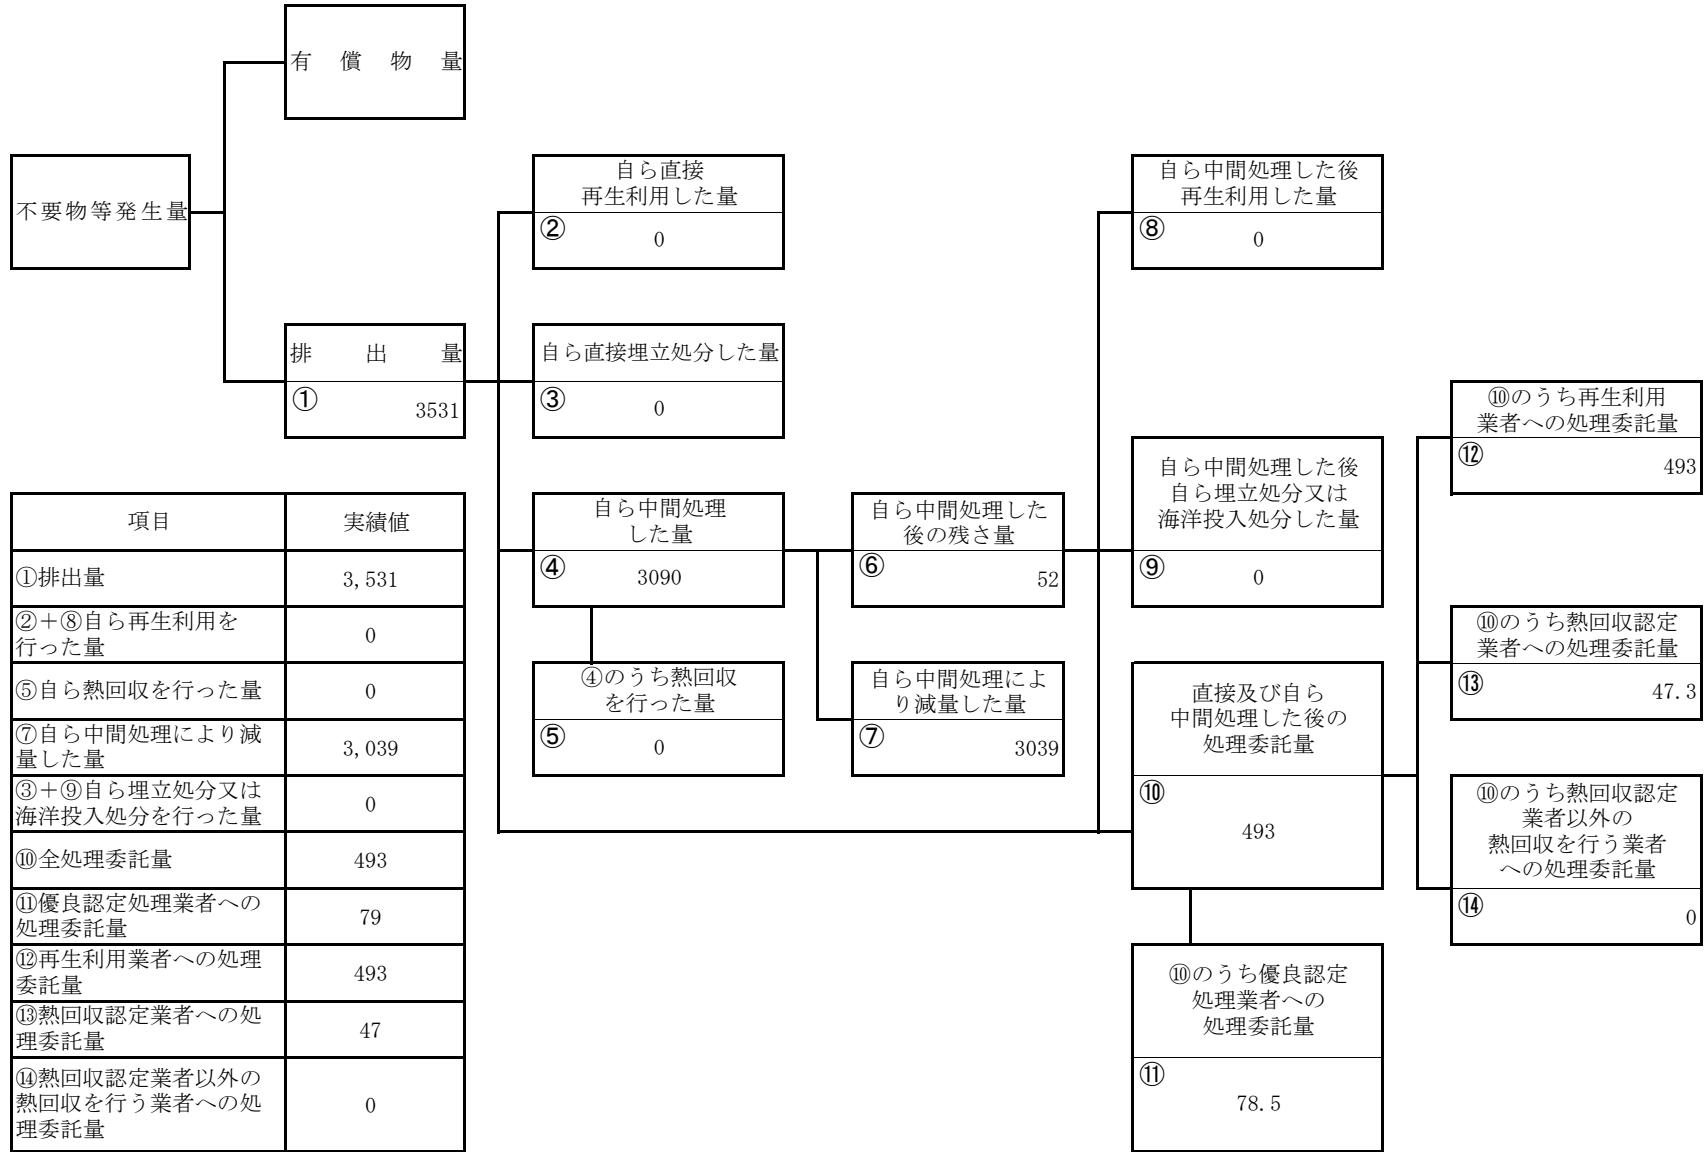 有償物量
不要物等発生量
排出量
①
3531
自ら直接
再生利用した量
②
0
自ら直接埋立処分した量
③
0
自ら中間処理
した量
④
3090
④のうち熱回収
を行った量
⑤
0
自ら中間処理した
後の残さ量
⑥
52
自ら中間処理によ
り減量した量
⑦
3039
自ら中間処理した後
再生利用した量
⑧
0
自ら中間処理した後
自ら埋立処分又は
海洋投入処分した量
⑨
0
直接及び自ら
中間処理した後の
処理委託量
⑩
493
⑩のうち優良認定
処理業者への
処理委託量
⑪
78.5
⑩のうち再生利用
業者への処理委託量
⑫
493
⑩のうち熱回収認定
業者への処理委託量
⑬
47.3
⑩のうち熱回収認定
業者以外の
熱回収を行う業者
への処理委託量
⑭
0
項目 実績値
①排出量 3,531
②＋⑧自ら再生利用を
行った量 0
⑤自ら熱回収を行った量 0
⑦自ら中間処理により減
量した量 3,039
③＋⑨自ら埋立処分又は
海洋投入処分を行った量 0
⑩全処理委託量 493
⑪優良認定処理業者への
処理委託量 79
⑫再生利用業者への処理
委託量 493
⑬熱回収認定業者への処
理委託量 47
⑭熱回収認定業者以外の
熱回収を行う業者への処
理委託量 0